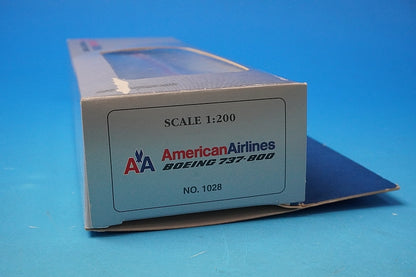 SCALE 1:200
AA AmericanAirlines
BOEING 737-800
NO. 1028